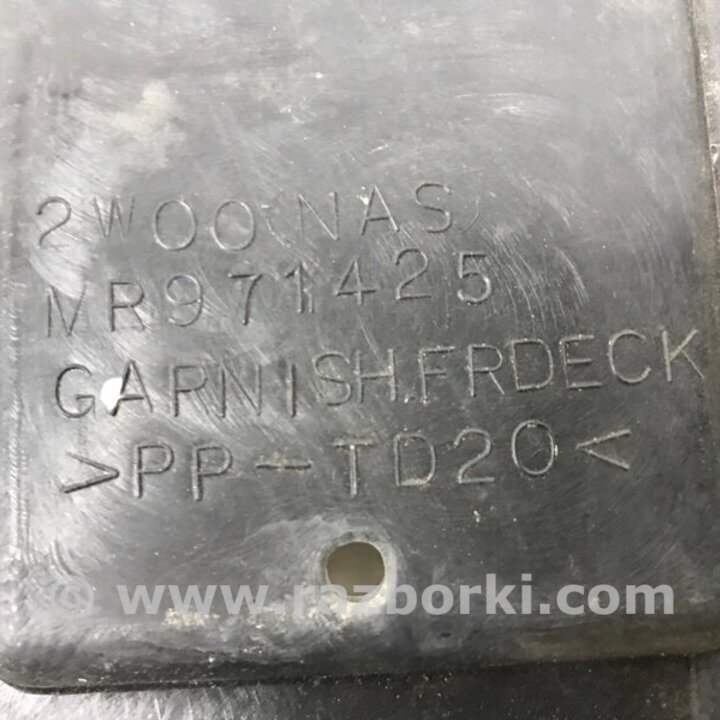 2W00(NAS)
MR971425
GARNISH.FRDECK
>PP-TD20<
© www.razborki.com